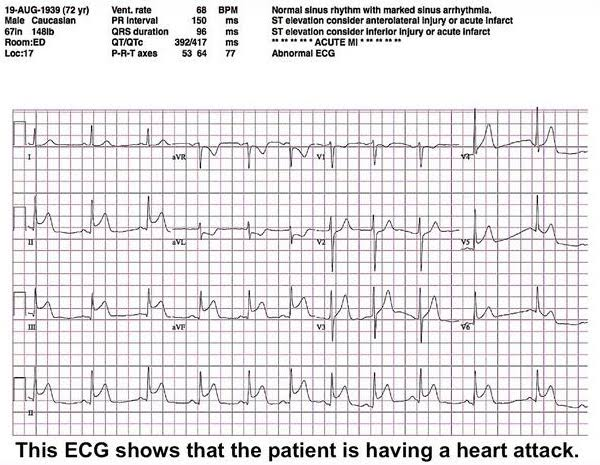 19-AUG-1939 (72 yr) Vent. rate 68 BPM Normal sinus rhythm with marked sinus arrhythmia.
Male Caucasian PR interval 150 ms ST elevation consider anterolateral injury or acute infarct
67in 148lb QRS duration 96 ms ST elevation consider inferior injury or acute infarct
Room:ED QT/QTc 392/417 ms ** ** ** ** * ACUTE MI * ** ** ** **
Loc:17 P-R-T axes 53 64 77 Abnormal ECG
I aVR V1 V4
II aVL V2 V5
III aVF V3 V6
II
This ECG shows that the patient is having a heart attack.